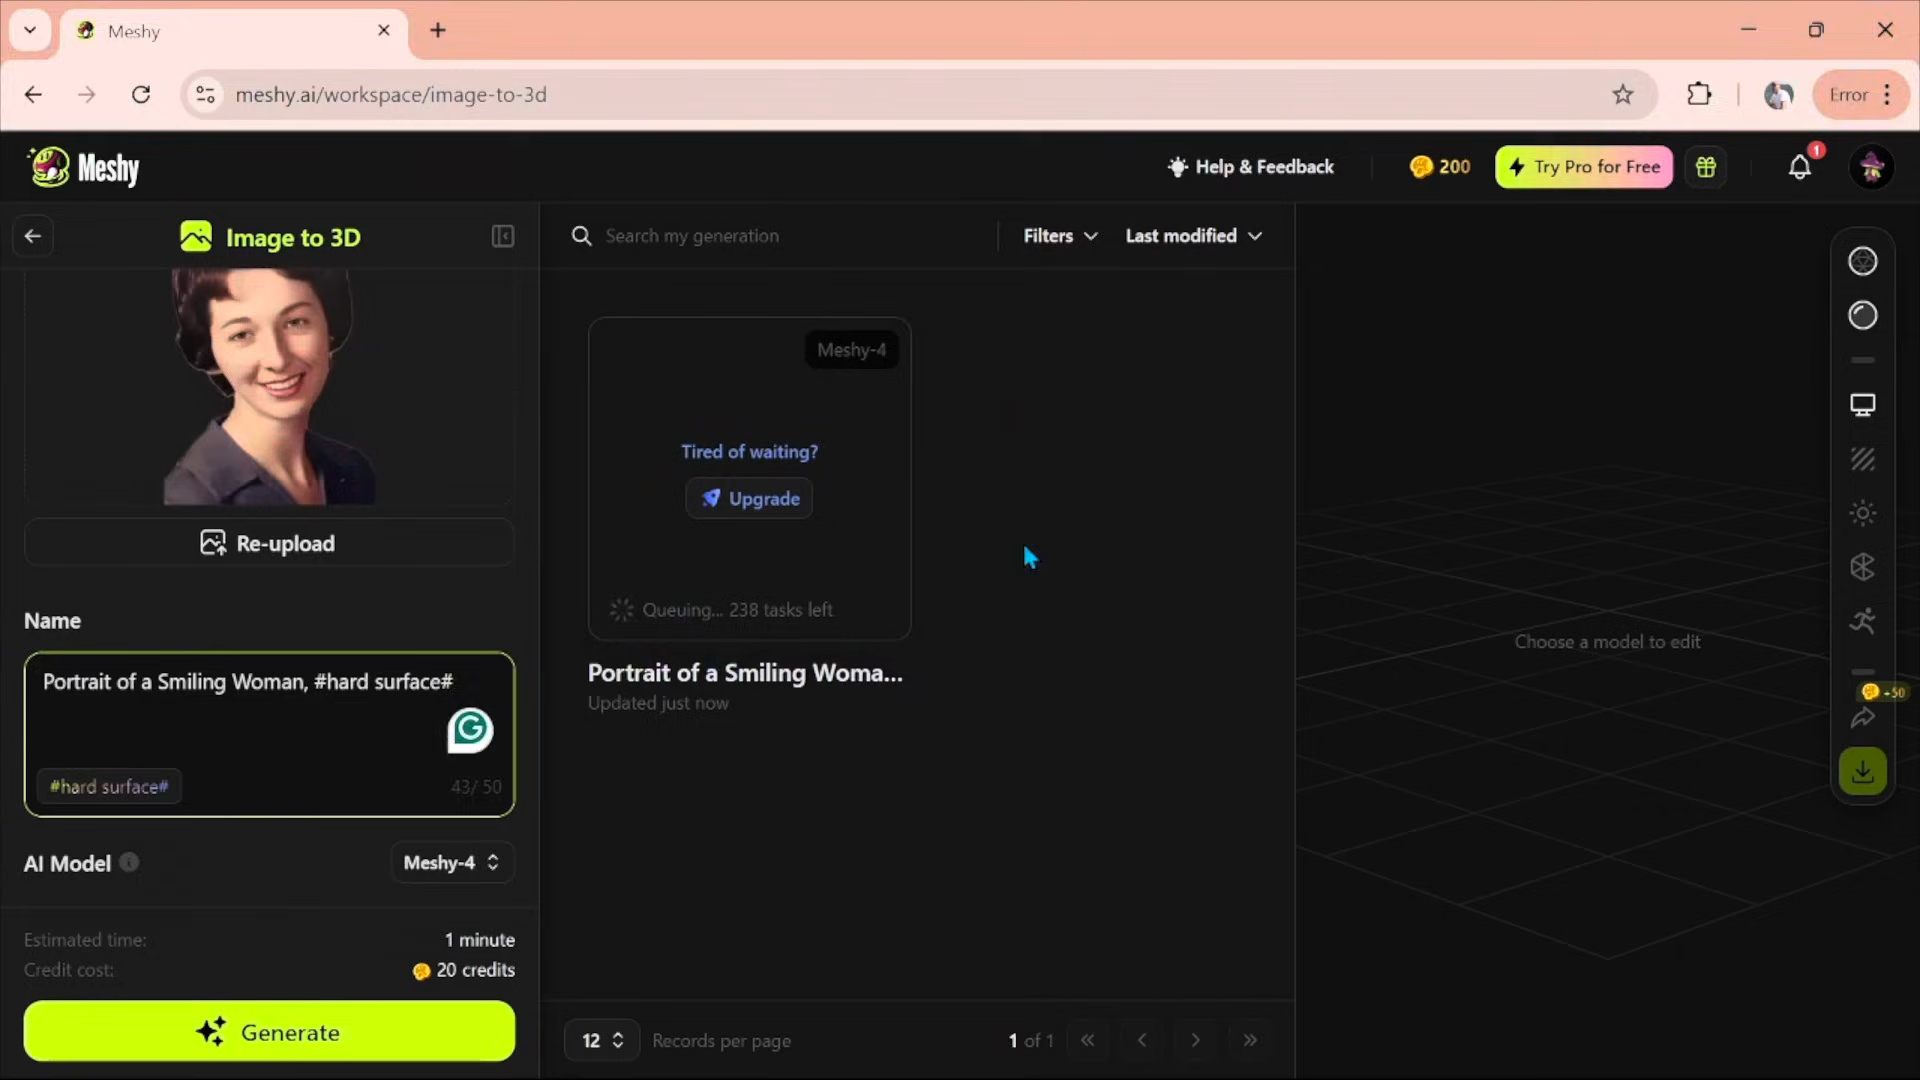 Meshy
meshy.ai/workspace/image-to-3d
Error
Meshy
Help & Feedback
200
Try Pro for Free
1
Image to 3D
Search my generation
Filters
Last modified
Meshy-4
Tired of waiting?
Upgrade
Queuing... 238 tasks left
Portrait of a Smiling Woma...
Updated just now
Re-upload
Name
Portrait of a Smiling Woman, #hard surface#
#hard surface#
43/ 50
AI Model
Meshy-4
Estimated time:
1 minute
Credit cost:
20 credits
Generate
12
Records per page
1 of 1
Choose a model to edit
+50